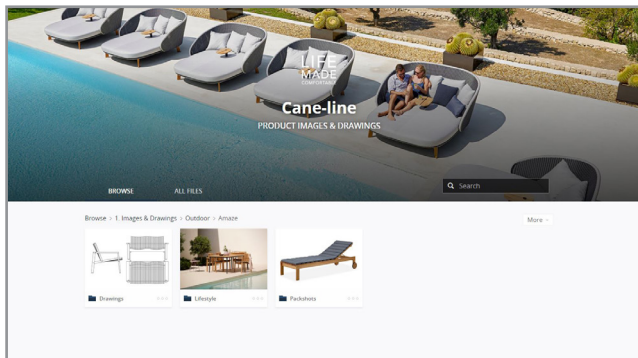 LIFE
MADE
COMFORTABLE
Cane-line
PRODUCT IMAGES & DRAWINGS
BROWSE
ALL FILES
Search
Browse > 1. Images & Drawings > Outdoor > Amaze
More
Drawings
Lifestyle
Packshots